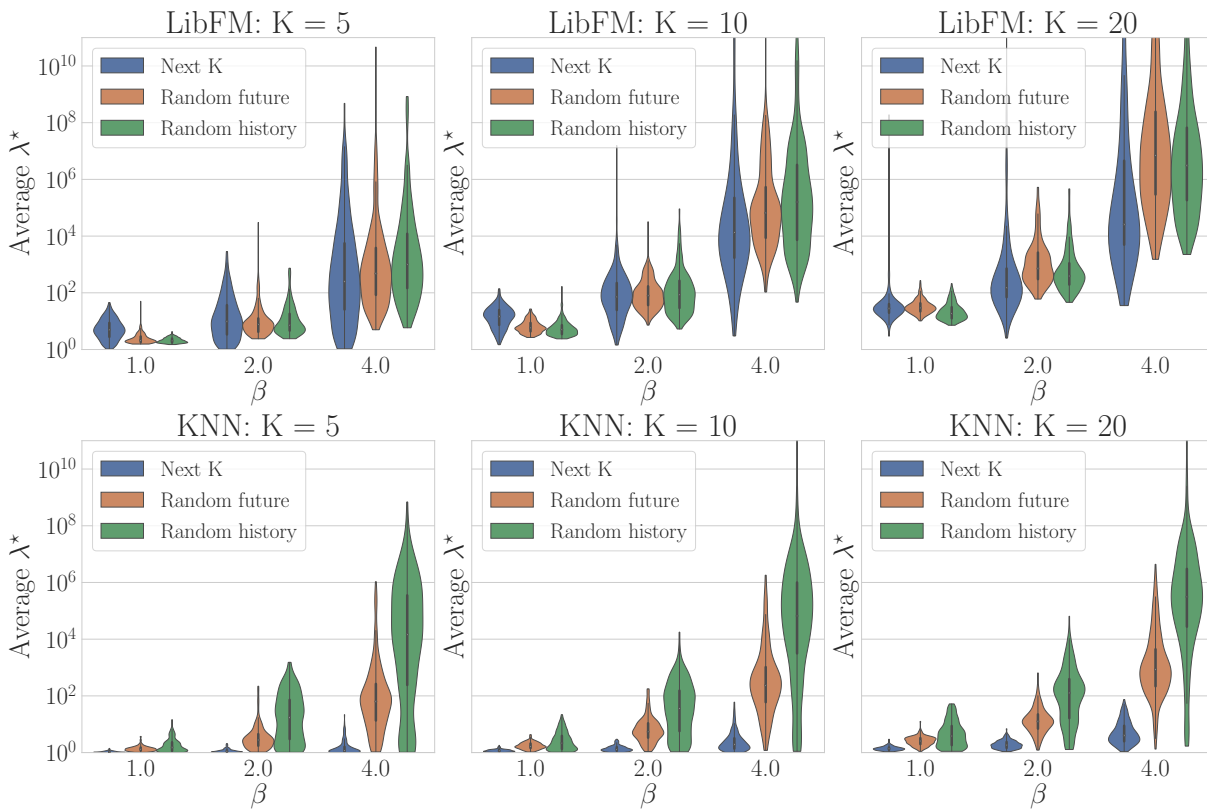 LibFM: K = 5
Average λ⋆
10^10
10^8
10^6
10^4
10^2
10^0
Next K
Random future
Random history
1.0 2.0 4.0
β
LibFM: K = 10
Average λ⋆
Next K
Random future
Random history
1.0 2.0 4.0
β
LibFM: K = 20
Average λ⋆
Next K
Random future
Random history
1.0 2.0 4.0
β
KNN: K = 5
Average λ⋆
10^10
10^8
10^6
10^4
10^2
10^0
Next K
Random future
Random history
1.0 2.0 4.0
β
KNN: K = 10
Average λ⋆
Next K
Random future
Random history
1.0 2.0 4.0
β
KNN: K = 20
Average λ⋆
Next K
Random future
Random history
1.0 2.0 4.0
β